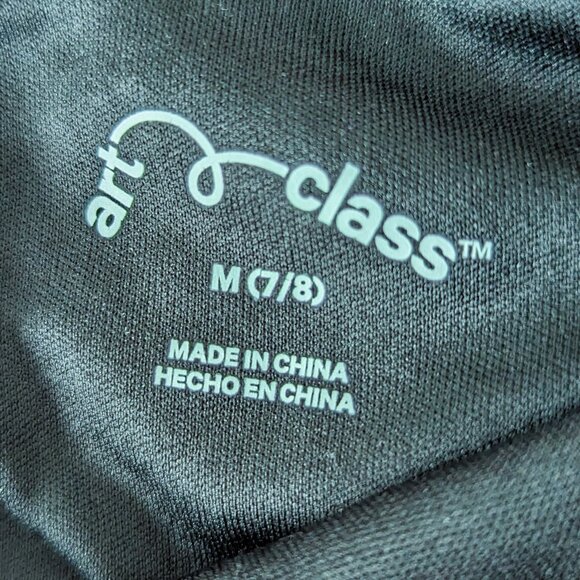 art class™
M (7/8)
MADE IN CHINA
HECHO EN CHINA